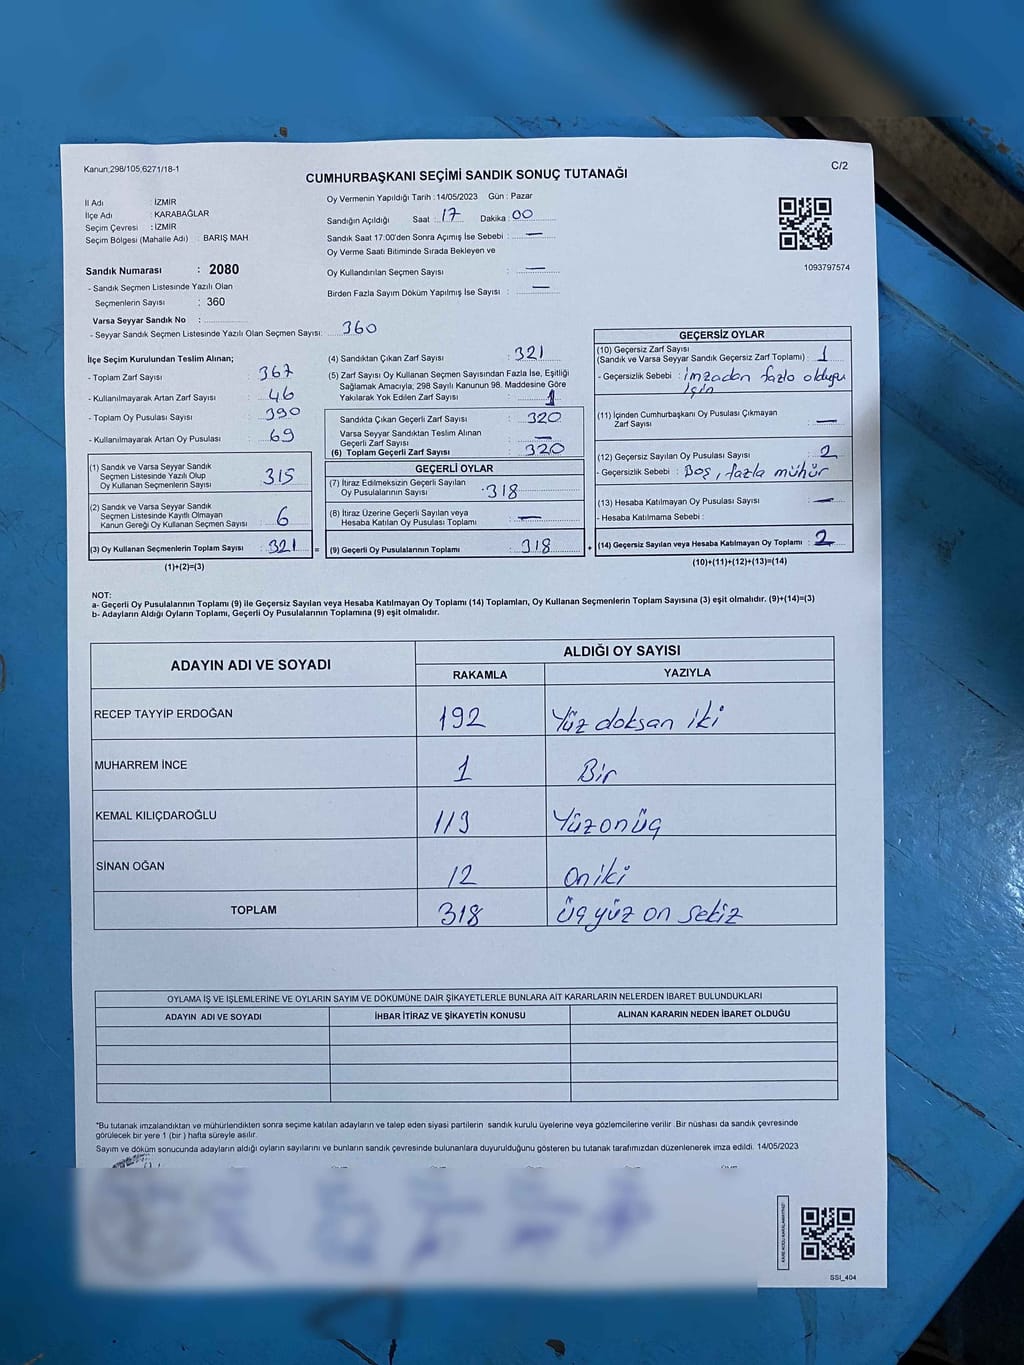 Kanun:298/105,6271/18-1
C/2
CUMHURBAŞKANI SEÇİMİ SANDIK SONUÇ TUTANAĞI
İl Adı : İZMİR
İlçe Adı : KARABAĞLAR
Seçim Çevresi : İZMİR
Seçim Bölgesi (Mahalle Adı) : BARIŞ MAH
Sandık Numarası : 2080
- Sandık Seçmen Listesinde Yazılı Olan
Seçmenlerin Sayısı : 360
Varsa Seyyar Sandık No :
- Seyyar Sandık Seçmen Listesinde Yazılı Olan Seçmen Sayısı: 360
Oy Vermenin Yapıldığı Tarih : 14/05/2023 Gün : Pazar
Sandığın Açıldığı Saat : 17 Dakika : 00
Sandık Saat 17:00'den Sonra Açımış İse Sebebi : —
Oy Verme Saati Bitiminde Sırada Bekleyen ve
Oy Kullandırılan Seçmen Sayısı : —
Birden Fazla Sayım Döküm Yapılmış İse Sayısı : —
1093797574
İlçe Seçim Kurulundan Teslim Alınan;
- Toplam Zarf Sayısı : 367
- Kullanılmayarak Artan Zarf Sayısı : 46
- Toplam Oy Pusulası Sayısı : 390
- Kullanılmayarak Artan Oy Pusulası : 69
(1) Sandık ve Varsa Seyyar Sandık
Seçmen Listesinde Yazılı Olup
Oy Kullanan Seçmenlerin Sayısı : 315
(2) Sandık ve Varsa Seyyar Sandık
Seçmen Listesinde Kayıtlı Olmayan
Kanun Gereği Oy Kullanan Seçmen Sayısı : 6
(3) Oy Kullanan Seçmenlerin Toplam Sayısı : 321 =
(1)+(2)=(3)
(4) Sandıktan Çıkan Zarf Sayısı : 321
(5) Zarf Sayısı Oy Kullanan Seçmen Sayısından Fazla İse, Eşitliği
Sağlamak Amacıyla; 298 Sayılı Kanunun 98. Maddesine Göre
Yakılarak Yok Edilen Zarf Sayısı : 1
Sandıkta Çıkan Geçerli Zarf Sayısı : 320
Varsa Seyyar Sandıktan Teslim Alınan
Geçerli Zarf Sayısı : —
(6) Toplam Geçerli Zarf Sayısı : 320
GEÇERLİ OYLAR
(7) İtiraz Edilmeksizin Geçerli Sayılan
Oy Pusulalarının Sayısı : 318
(8) İtiraz Üzerine Geçerli Sayılan veya
Hesaba Katılan Oy Pusulası Toplamı : —
(9) Geçerli Oy Pusulalarının Toplamı : 318 +
GEÇERSİZ OYLAR
(10) Geçersiz Zarf Sayısı
(Sandık ve Varsa Seyyar Sandık Geçersiz Zarf Toplamı) : 1
- Geçersizlik Sebebi : imzadan fazla olduğu
için
(11) İçinden Cumhurbaşkanı Oy Pusulası Çıkmayan
Zarf Sayısı : —
(12) Geçersiz Sayılan Oy Pusulası Sayısı : 2
- Geçersizlik Sebebi : Boş, fazla mühür
(13) Hesaba Katılmayan Oy Pusulası Sayısı : —
- Hesaba Katılmama Sebebi :
(14) Geçersiz Sayılan veya Hesaba Katılmayan Oy Toplamı : 2
(10)+(11)+(12)+(13)=(14)
NOT:
a- Geçerli Oy Pusulalarının Toplamı (9) ile Geçersiz Sayılan veya Hesaba Katılmayan Oy Toplamı (14) Toplamları, Oy Kullanan Seçmenlerin Toplam Sayısına (3) eşit olmalıdır. (9)+(14)=(3)
b- Adayların Aldığı Oyların Toplamı, Geçerli Oy Pusulalarının Toplamına (9) eşit olmalıdır.
ADAYIN ADI VE SOYADI
ALDIĞI OY SAYISI
RAKAMLA YAZIYLA
RECEP TAYYİP ERDOĞAN 192 Yüz doksan iki
MUHARREM İNCE 1 Bir
KEMAL KILIÇDAROĞLU 113 Yüzonüç
SİNAN OĞAN 12 Oniki
TOPLAM 318 üçyüz on sekiz
OYLAMA İŞ VE İŞLEMLERİNE VE OYLARIN SAYIM VE DÖKÜMÜNE DAİR ŞİKAYETLERLE BUNLARA AİT KARARLARIN NELERDEN İBARET BULUNDUKLARI
ADAYIN ADI VE SOYADI İHBAR İTİRAZ VE ŞİKAYETİN KONUSU ALINAN KARARIN NEDEN İBARET OLDUĞU
*Bu tutanak imzalandıktan ve mühürlendikten sonra seçime katılan adayların ve talep eden siyasi partilerin sandık kurulu üyelerine veya gözlemcilerine verilir. Bir nüshası da sandık çevresinde
görülecek bir yere 1 (bir ) hafta süreyle asılır.
Sayım ve döküm sonucunda adayların aldığı oyların sayılarını ve bunların sandık çevresinde bulunanlara duyurulduğunu gösteren bu tutanak tarafımızdan düzenlenerek imza edildi. 14/05/2023
SSI_404